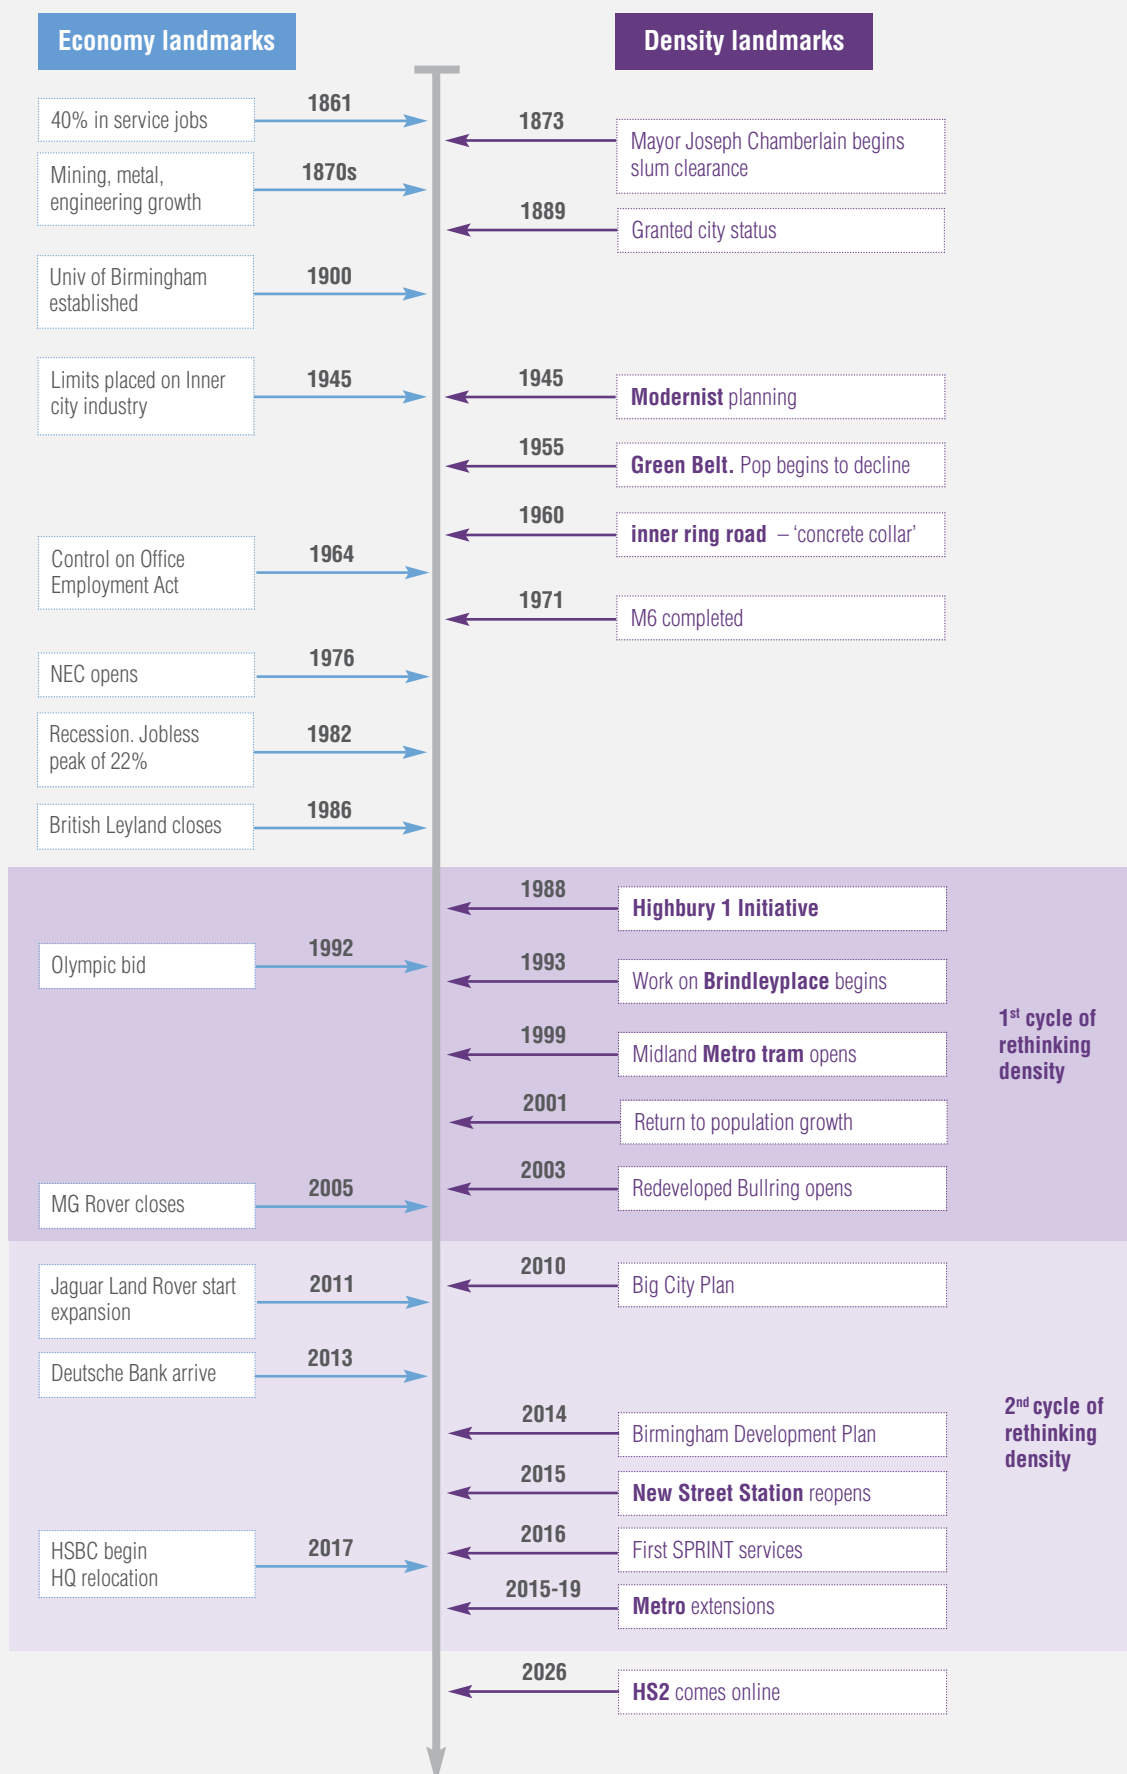 Economy landmarks
Density landmarks
1861
40% in service jobs
1873
Mayor Joseph Chamberlain begins
slum clearance
1870s
Mining, metal,
engineering growth
1889
Granted city status
1900
Univ of Birmingham
established
1945
Limits placed on Inner
city industry
1945
Modernist planning
1955
Green Belt. Pop begins to decline
1960
inner ring road – ‘concrete collar’
1964
Control on Office
Employment Act
1971
M6 completed
1976
NEC opens
1982
Recession. Jobless
peak of 22%
1986
British Leyland closes
1988
Highbury 1 Initiative
1992
Olympic bid
1993
Work on Brindleyplace begins
1st cycle of
rethinking
density
1999
Midland Metro tram opens
2001
Return to population growth
2003
Redeveloped Bullring opens
2005
MG Rover closes
2010
Big City Plan
2011
Jaguar Land Rover start
expansion
2013
Deutsche Bank arrive
2nd cycle of
rethinking
density
2014
Birmingham Development Plan
2015
New Street Station reopens
2016
First SPRINT services
2017
HSBC begin
HQ relocation
2015-19
Metro extensions
2026
HS2 comes online